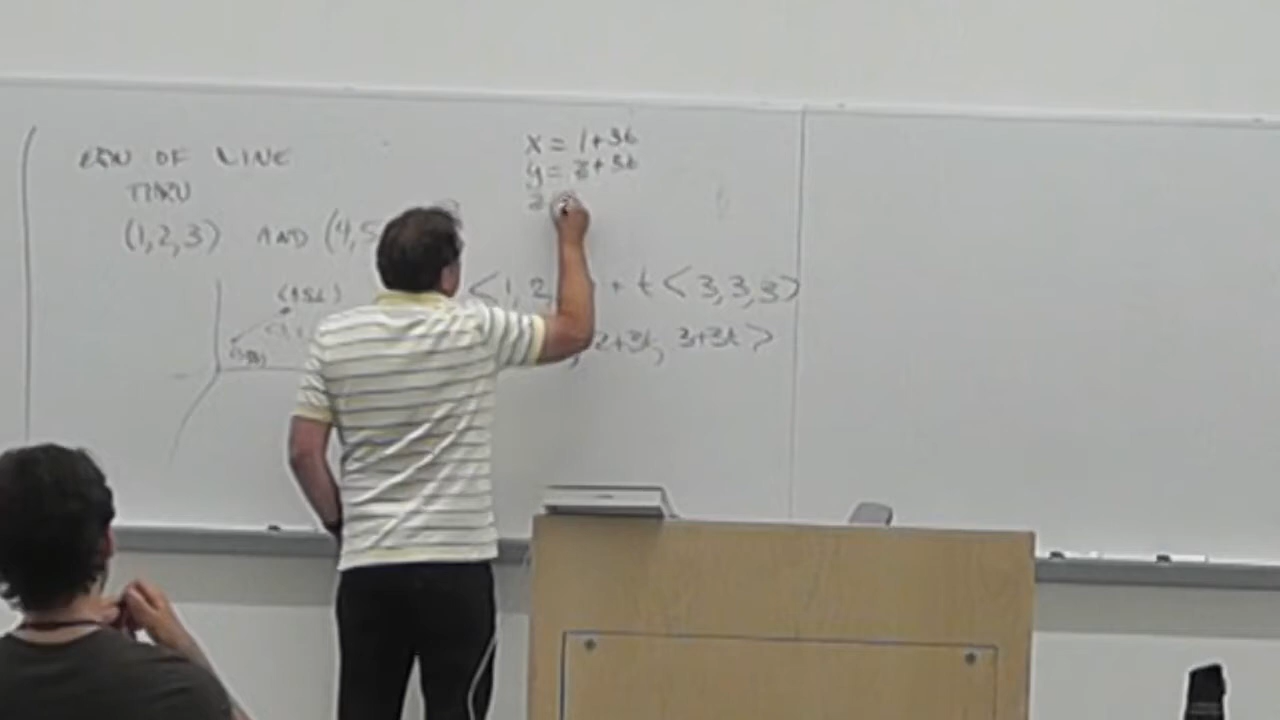 EQN OF LINE
THRU
(1,2,3) AND (4,5
x = 1+3t
y = 2+3t
z
<1,2, + t <3,3,3>
, 2+3t, 3+3t >